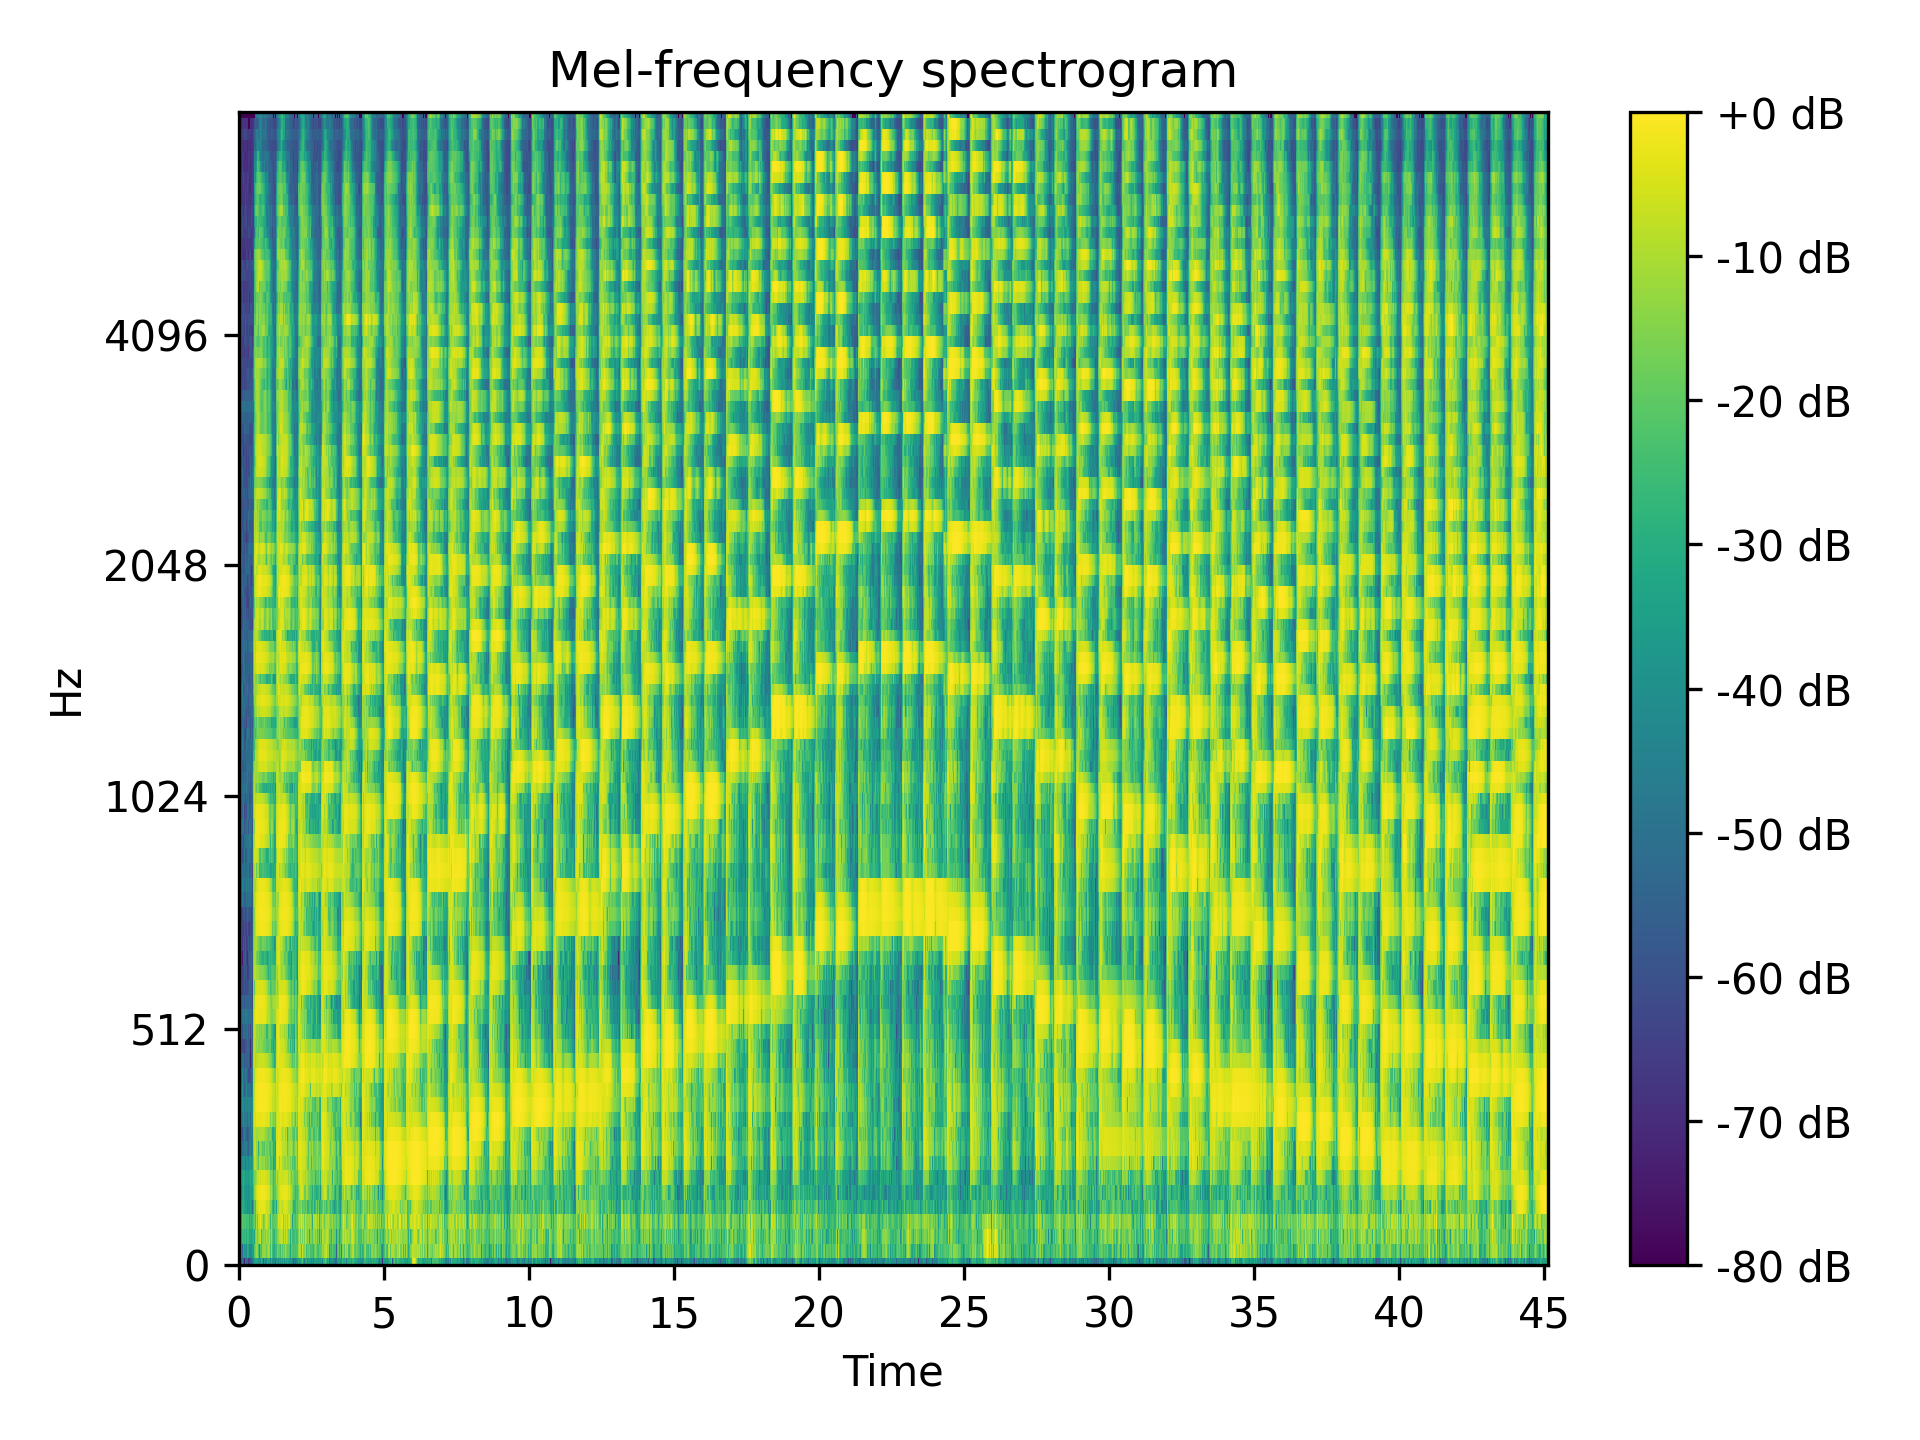 Mel-frequency spectrogram
Hz
4096
2048
1024
512
0
0 5 10 15 20 25 30 35 40 45
Time
+0 dB
-10 dB
-20 dB
-30 dB
-40 dB
-50 dB
-60 dB
-70 dB
-80 dB